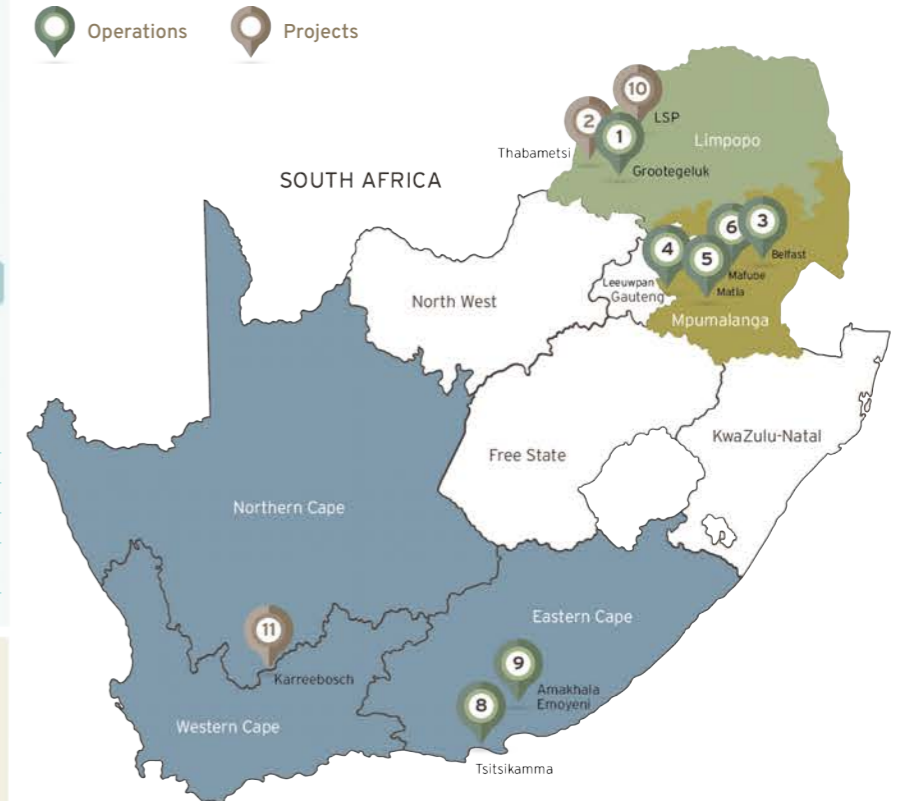 Operations
Projects
10
LSP
2
1
Limpopo
Thabametsi
Grootegeluk
SOUTH AFRICA
3
6
4
5
Belfast
Mafube
Leeuwpan
Matla
Gauteng
North West
Mpumalanga
KwaZulu-Natal
Free State
Northern Cape
Eastern Cape
11
9
Karreebosch
Amakhala
Emoyeni
8
Western Cape
Tsitsikamma